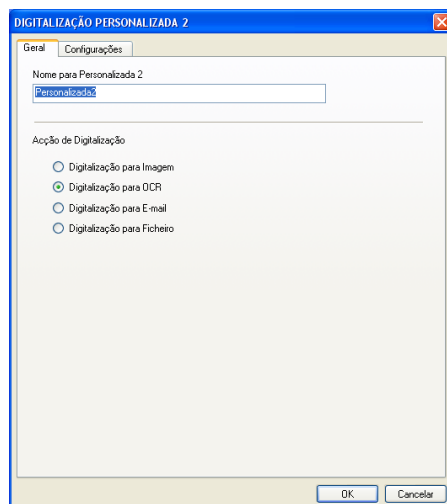 DIGITALIZAÇÃO PERSONALIZADA 2
Geral Configurações
Nome para Personalizada 2
Personalizada2
Acção de Digitalização
Digitalização para Imagem
Digitalização para OCR
Digitalização para E-mail
Digitalização para Ficheiro
OK Cancelar